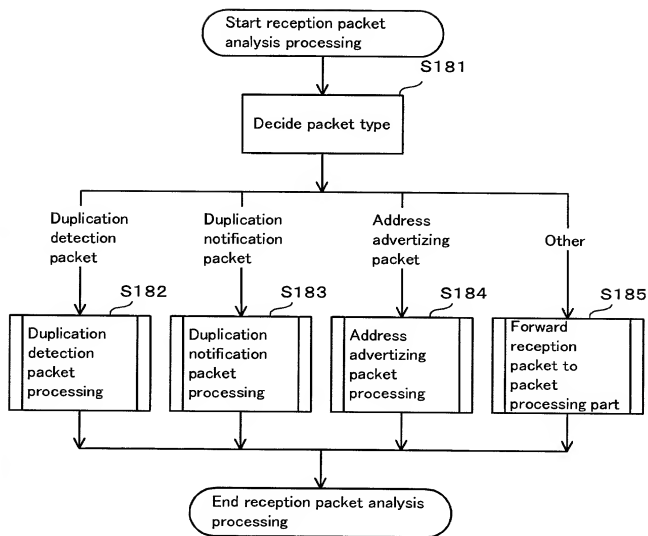 Start reception packet
analysis processing
S181
Decide packet type
Duplication
detection
packet
Duplication
notification
packet
Address
advertizing
packet
Other
S182
S183
S184
S185
Duplication
detection
packet
processing
Duplication
notification
packet
processing
Address
advertizing
packet
processing
Forward
reception
packet to
packet
processing part
End reception packet analysis
processing